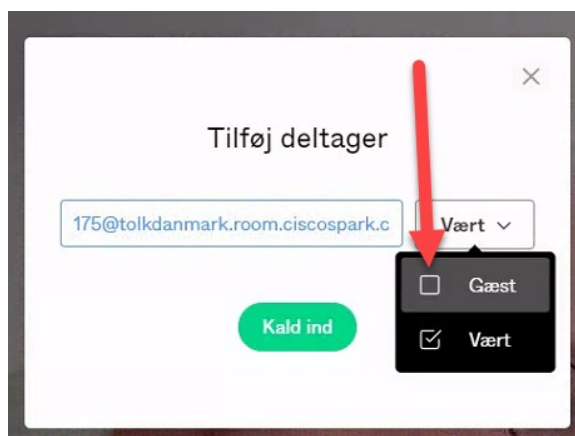 Tilføj deltager
175@tolkdanmark.room.ciscospark.c
Vært
Gæst
Kald ind
Vært